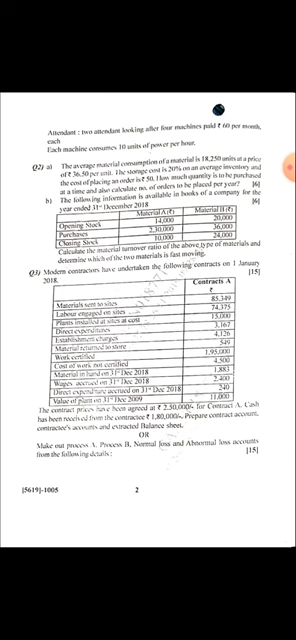 Attendant : two attendant looking after four machines paid ₹ 60 per month,
each
Each machine consumes 10 units of power per hour.
Q2) a) The average material consumption of a material is 18,250 units at a price
of ₹ 36.50 per unit. The storage cost is 20% on an average inventory and
the cost of placing an order is ₹ 50. How much quantity is to be purchased
at a time and also calculate no. of orders to be placed per year? [6]
b) The following information is available in books of a company for the
year ended 31st December 2018 [6]
Material A (₹) Material B (₹)
Opening Stock 14,000 20,000
Purchases 2,30,000 36,000
Closing Stock 10,000 24,000
Calculate the material turnover ratio of the above type of materials and
determine which of the two materials is fast moving.
Q3) Modern contractors have undertaken the following contracts on 1 January
2018. [15]
Contracts A
₹
Materials sent to sites 85,349
Labour engaged on sites 74,375
Plants installed at sites at cost 15,000
Direct expenditures 3,167
Establishment charges 4,126
Material returned to store 549
Work certified 1,95,000
Cost of work not certified 4,500
Material in hand on 31st Dec 2018 1,883
Wages accrued on 31st Dec 2018 2,400
Direct expenditure accrued on 31st Dec 2018 240
Value of plant on 31st Dec 2009 11,000
The contract prices have been agreed at ₹ 2,50,000/- for Contract A. Cash
has been received from the contractee ₹ 1,80,000/-. Prepare contract account,
contractee's accounts and extracted Balance sheet.
OR
Make out process A, Process B, Normal loss and Abnormal loss accounts
from the following details : [15]
[5619]-1005 2